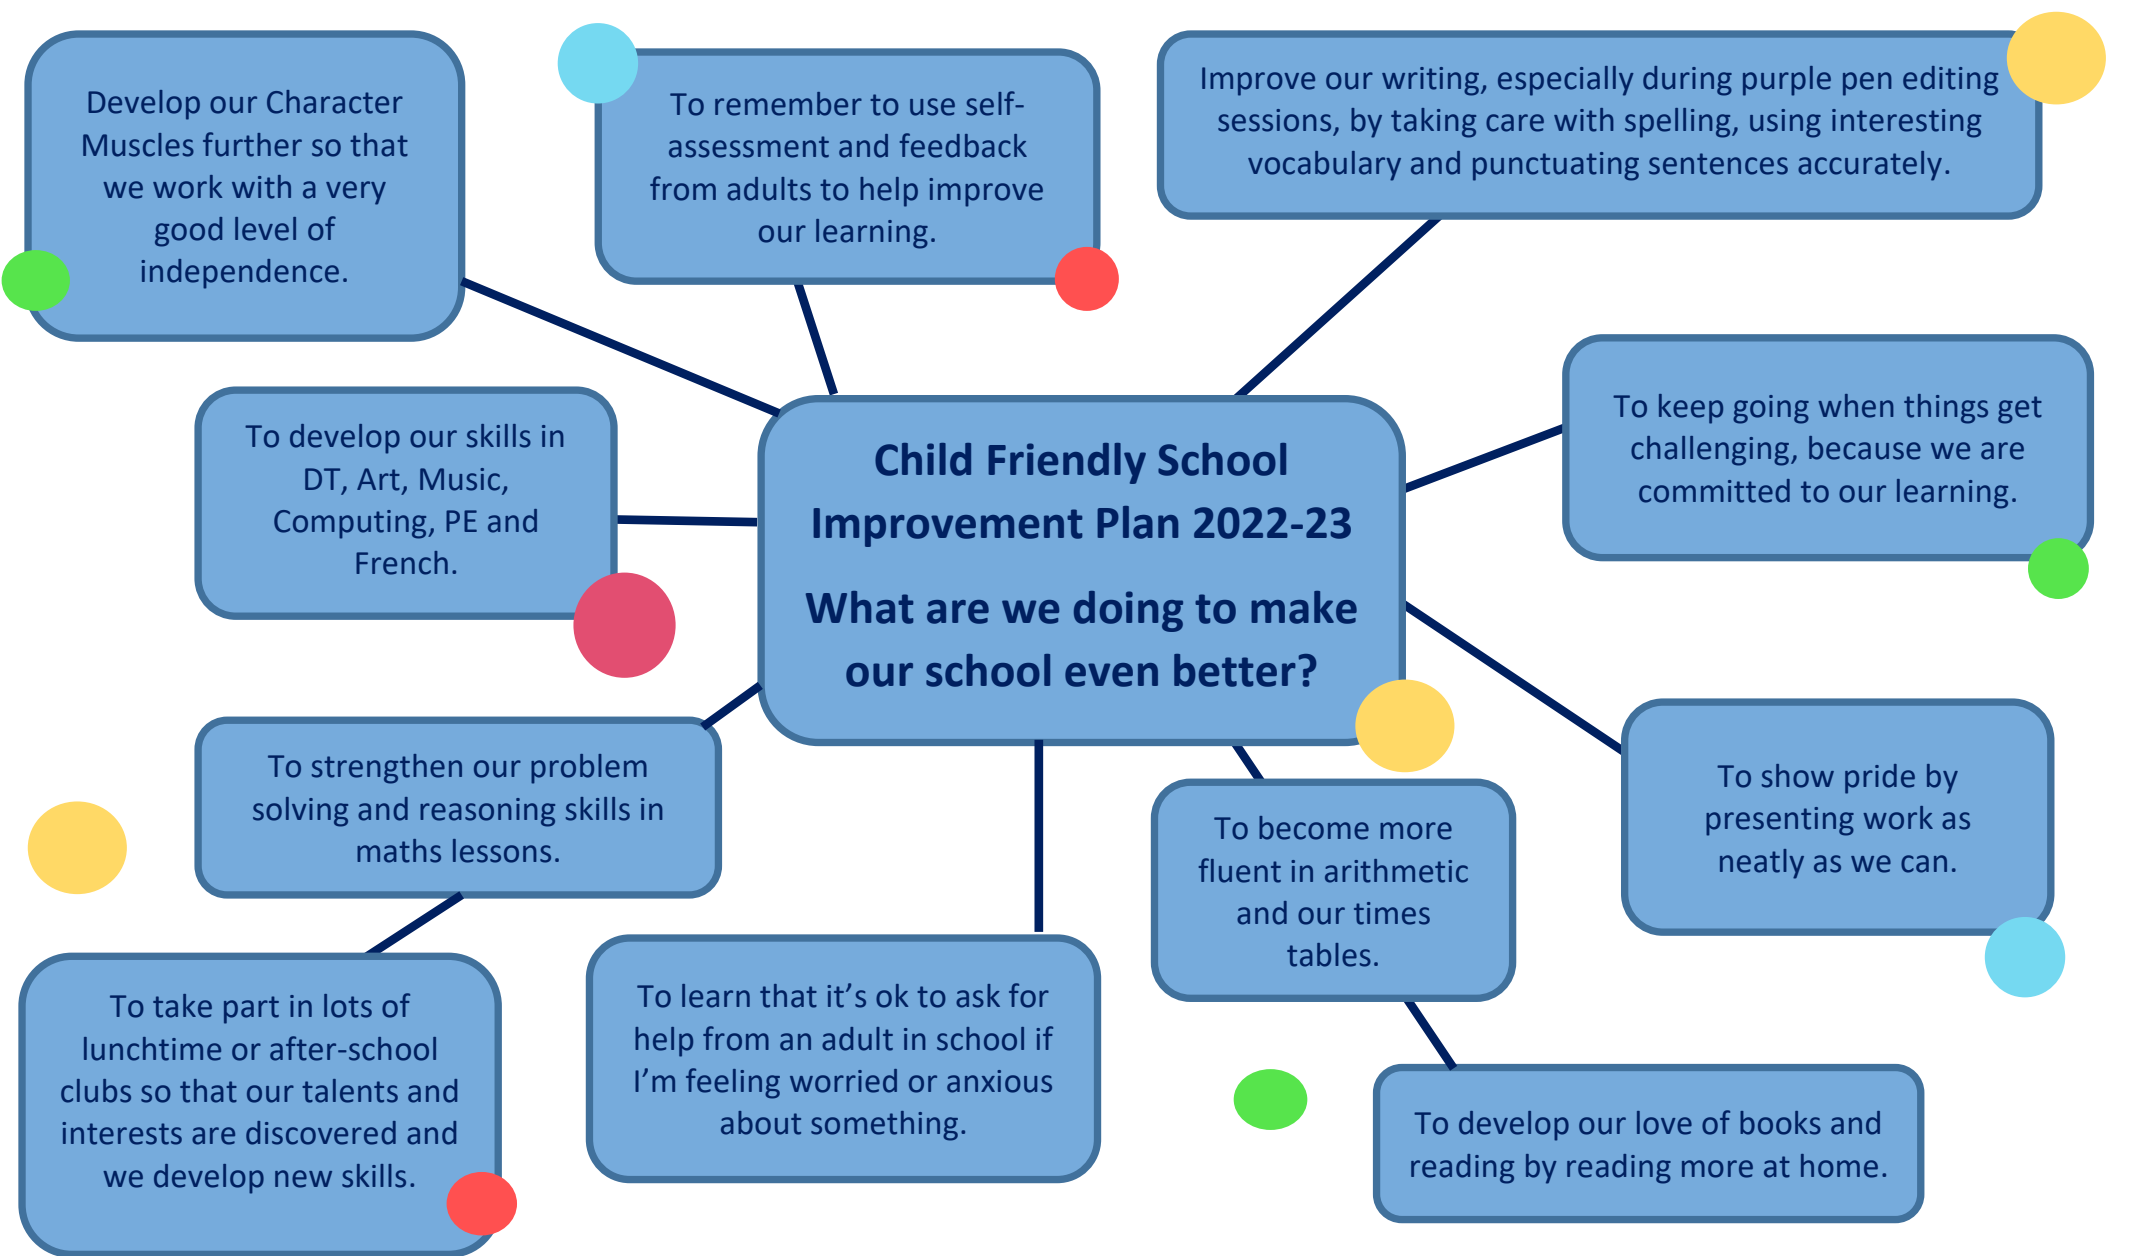 Develop our Character
Muscles further so that
we work with a very
good level of
independence.
To remember to use self-
assessment and feedback
from adults to help improve
our learning.
Improve our writing, especially during purple pen editing
sessions, by taking care with spelling, using interesting
vocabulary and punctuating sentences accurately.
To develop our skills in
DT, Art, Music,
Computing, PE and
French.
Child Friendly School
Improvement Plan 2022-23
What are we doing to make
our school even better?
To keep going when things get
challenging, because we are
committed to our learning.
To strengthen our problem
solving and reasoning skills in
maths lessons.
To become more
fluent in arithmetic
and our times
tables.
To show pride by
presenting work as
neatly as we can.
To take part in lots of
lunchtime or after-school
clubs so that our talents and
interests are discovered and
we develop new skills.
To learn that it’s ok to ask for
help from an adult in school if
I’m feeling worried or anxious
about something.
To develop our love of books and
reading by reading more at home.